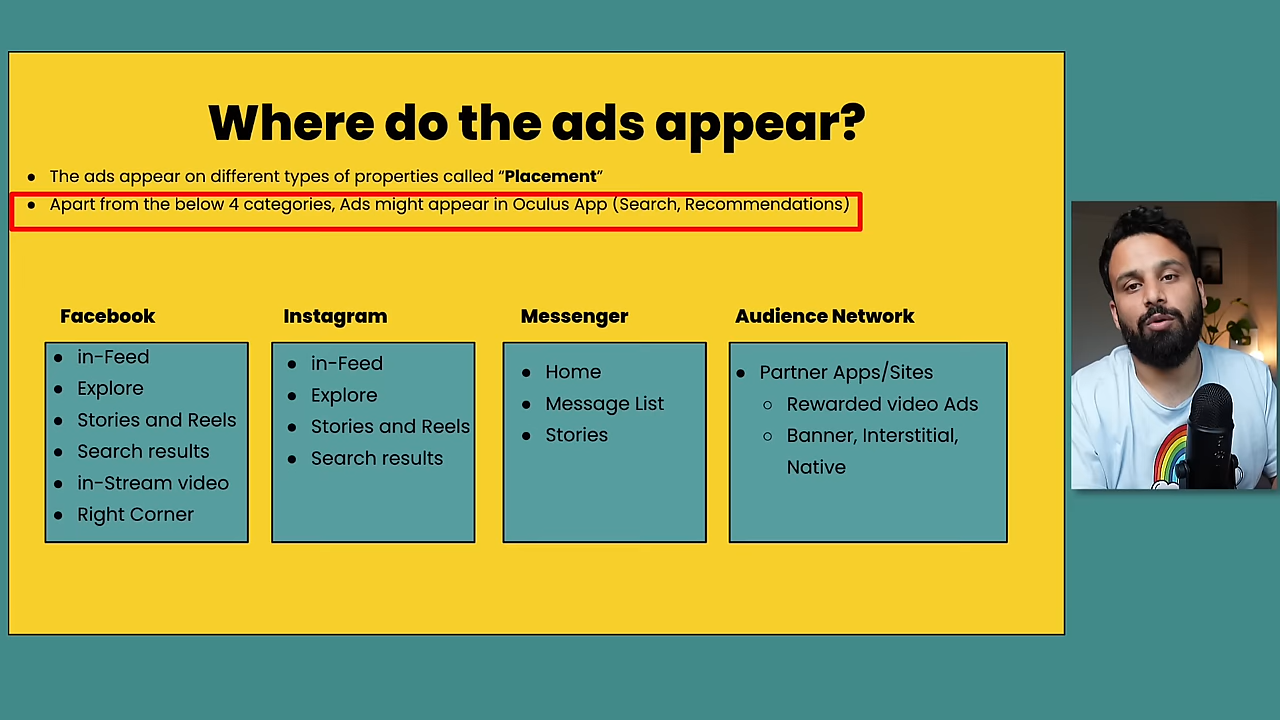 Where do the ads appear?
● The ads appear on different types of properties called “Placement”
● Apart from the below 4 categories, Ads might appear in Oculus App (Search, Recommendations)
Facebook
● in-Feed
● Explore
● Stories and Reels
● Search results
● in-Stream video
● Right Corner
Instagram
● in-Feed
● Explore
● Stories and Reels
● Search results
Messenger
● Home
● Message List
● Stories
Audience Network
● Partner Apps/Sites
○ Rewarded video Ads
○ Banner, Interstitial,
Native